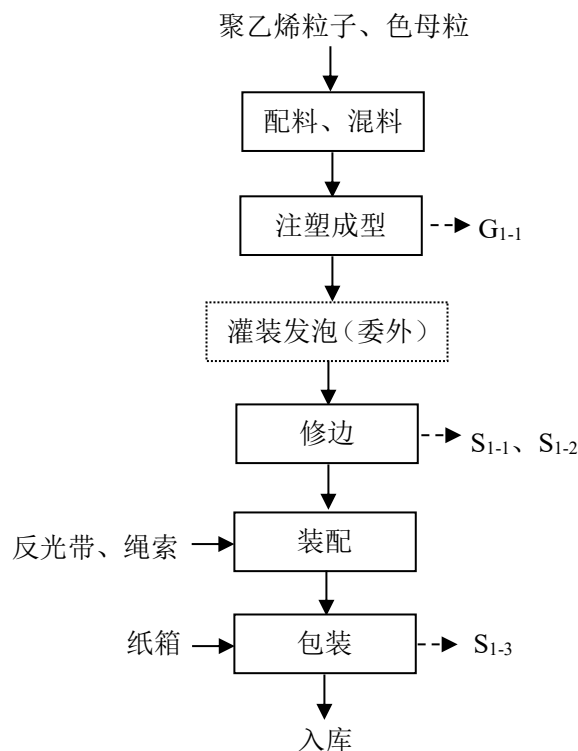 聚乙烯粒子、色母粒
配料、混料
注塑成型
G1-1
灌装发泡（委外）
修边
S1-1、S1-2
反光带、绳索
装配
纸箱
包装
S1-3
入库